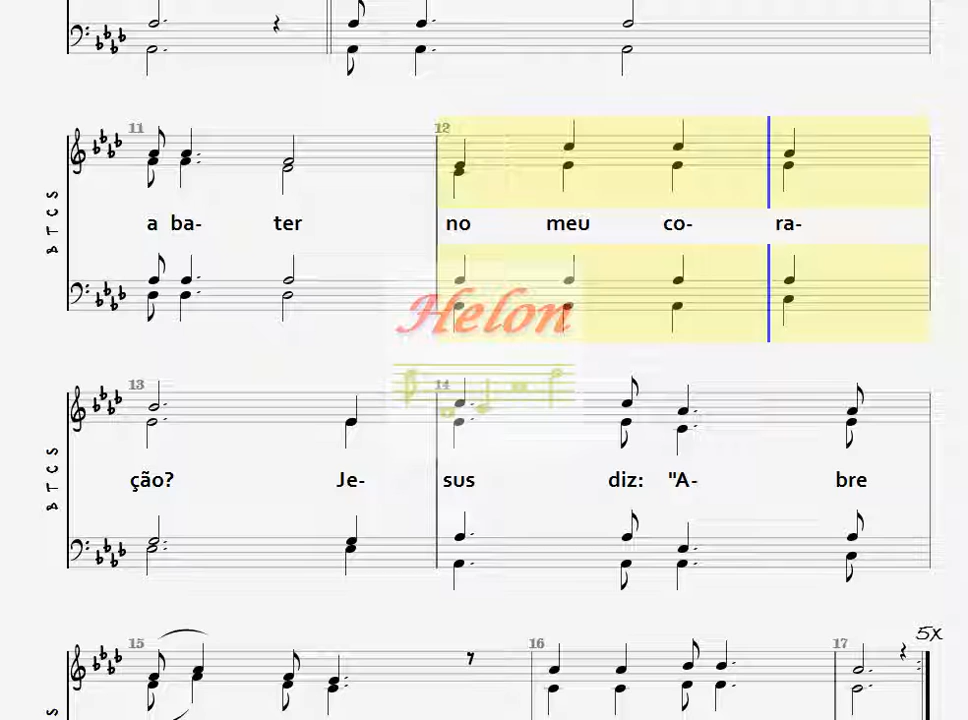 11 12
B T C S
a ba- ter no meu co- ra-
Helon
13 14
B T C S
ção? Je- sus diz: "A- bre
15 16 17 5X
S